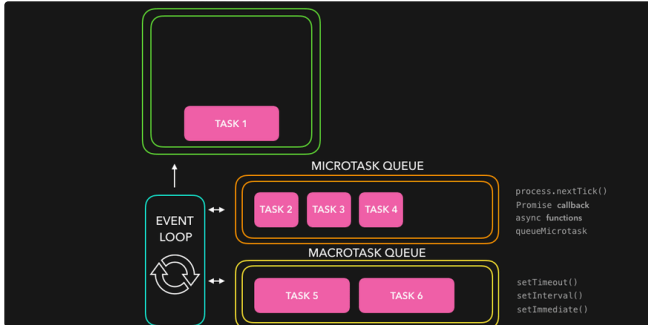 TASK 1
MICROTASK QUEUE
TASK 2 TASK 3 TASK 4
process.nextTick()
Promise callback
async functions
queueMicrotask
EVENT
LOOP
MACROTASK QUEUE
TASK 5 TASK 6
setTimeout()
setInterval()
setImmediate()